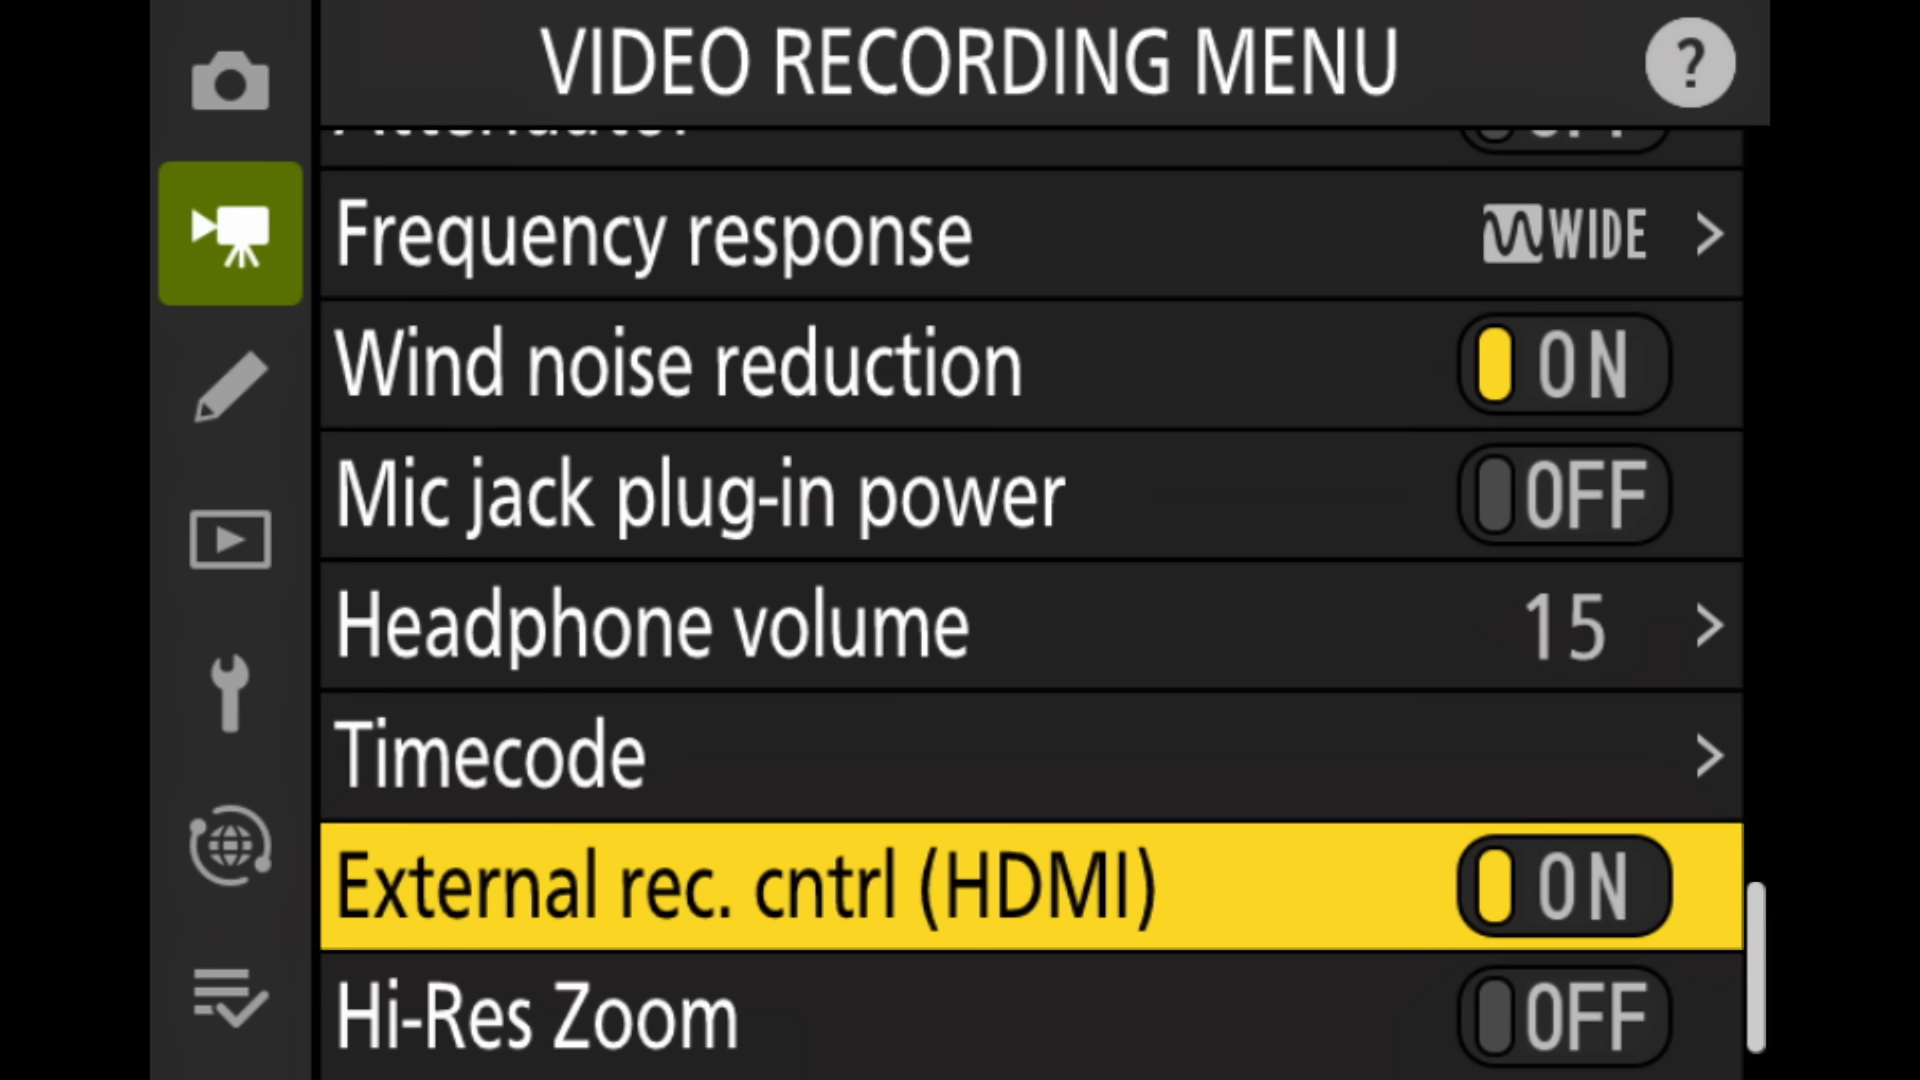 VIDEO RECORDING MENU ?
Frequency response WIDE >
Wind noise reduction ON
Mic jack plug-in power OFF
Headphone volume 15 >
Timecode >
External rec. cntrl (HDMI) ON
Hi-Res Zoom OFF